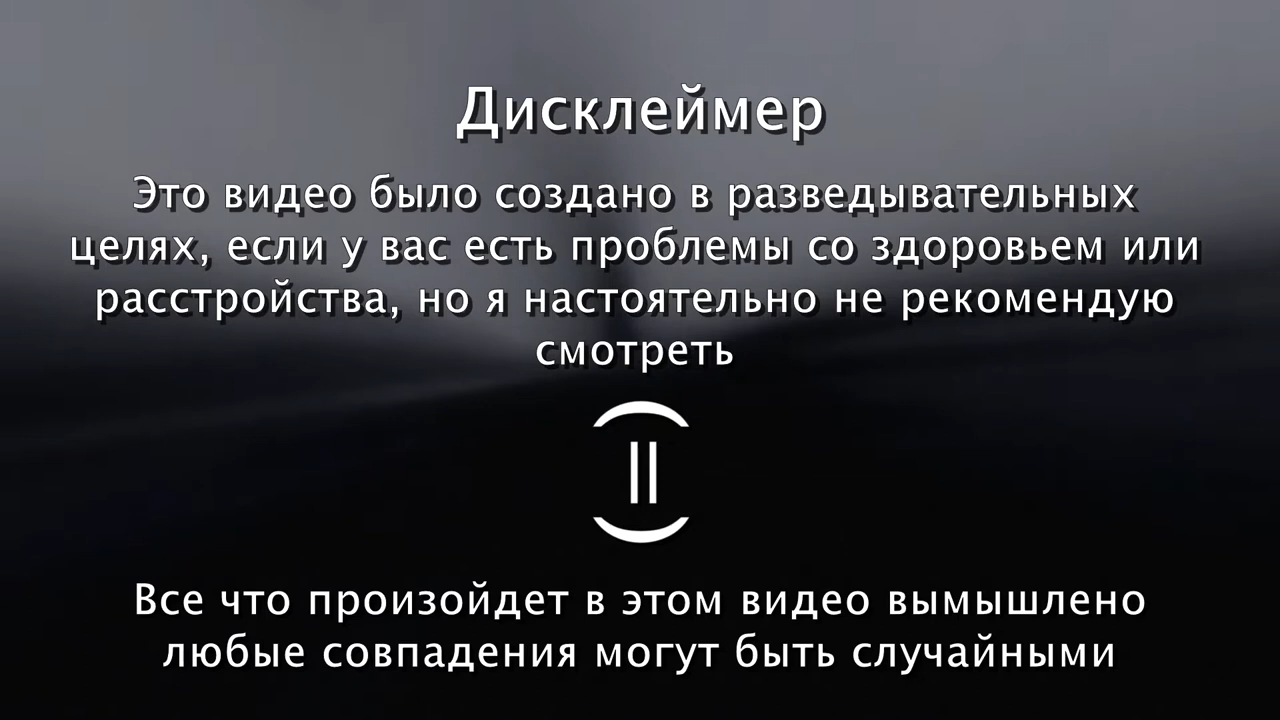 Дисклеймер
Это видео было создано в разведывательных
целях, если у вас есть проблемы со здоровьем или
расстройства, но я настоятельно не рекомендую
смотреть
Все что произойдет в этом видео вымышлено
любые совпадения могут быть случайными